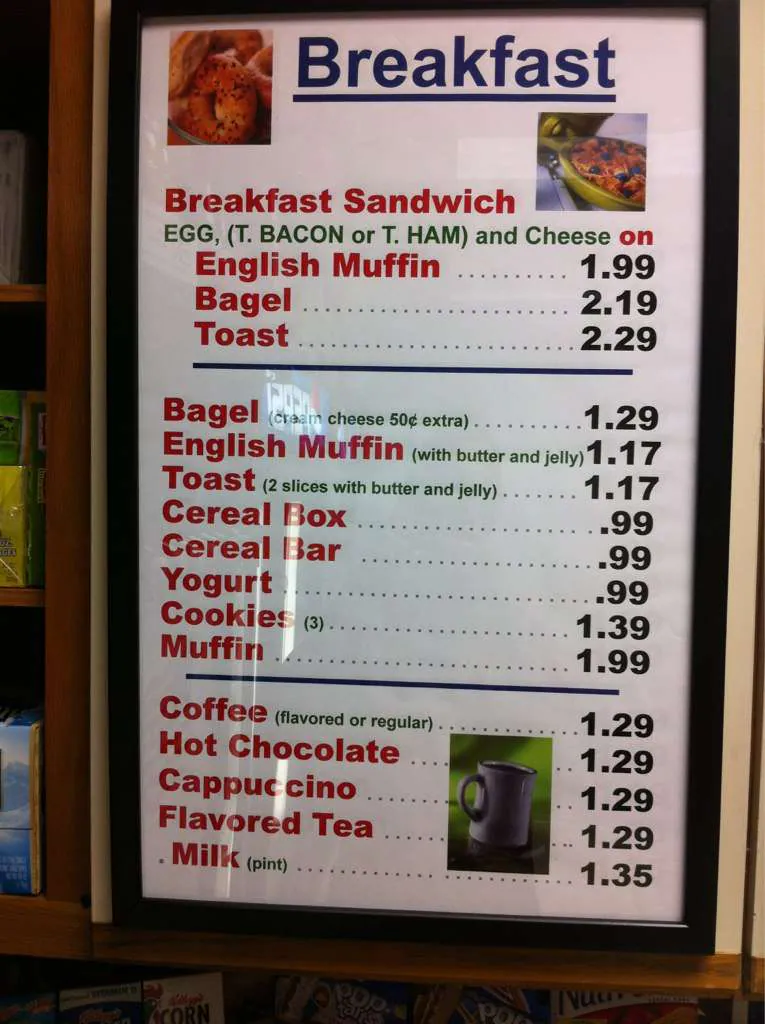 Breakfast
Breakfast Sandwich
EGG, (T. BACON or T. HAM) and Cheese on
English Muffin .......... 1.99
Bagel ........................ 2.19
Toast ......................... 2.29
Bagel (cream cheese 50¢ extra) .......... 1.29
English Muffin (with butter and jelly) 1.17
Toast (2 slices with butter and jelly) ....... 1.17
Cereal Box .................... .99
Cereal Bar .................... .99
Yogurt ........................... .99
Cookies (3) ...................... 1.39
Muffin ........................... 1.99
Coffee (flavored or regular) ............. 1.29
Hot Chocolate .... .. 1.29
Cappuccino ........ .. 1.29
Flavored Tea ..... ... 1.29
. Milk (pint) .......................... 1.35
Kellogg's
CORN
POP
tarts